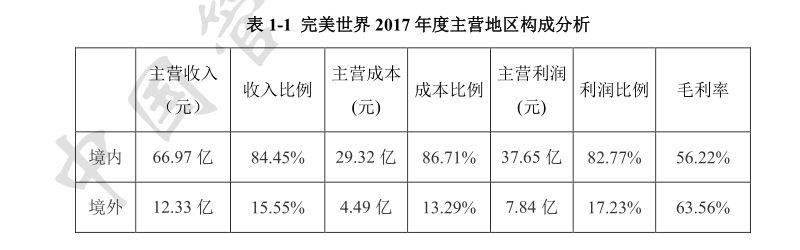 表 1-1 完美世界 2017 年度主营地区构成分析
主营收入（元） 收入比例 主营成本(元) 成本比例 主营利润(元) 利润比例 毛利率
境内 66.97 亿 84.45% 29.32 亿 86.71% 37.65 亿 82.77% 56.22%
境外 12.33 亿 15.55% 4.49 亿 13.29% 7.84 亿 17.23% 63.56%
中国管